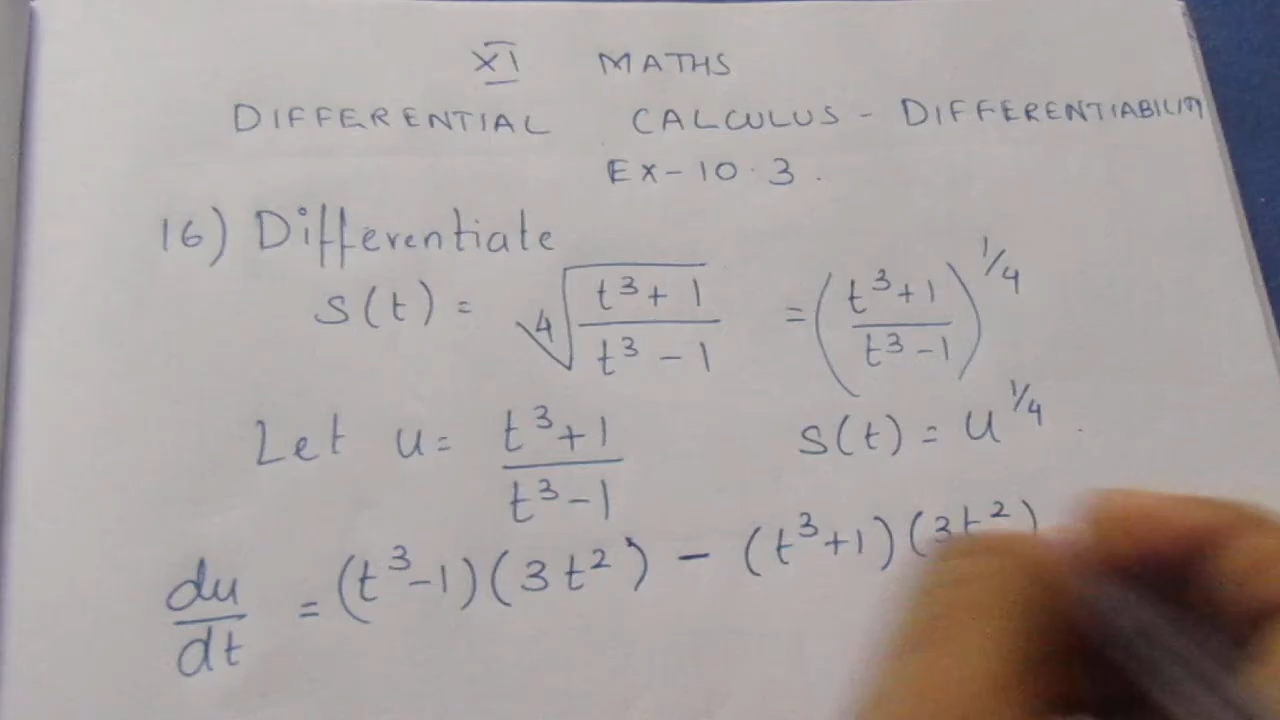 XI MATHS
DIFFERENTIAL CALCULUS - DIFFERENTIABILITY
EX-10.3.
16) Differentiate
s(t) = ∜((t³+1)/(t³-1)) = ((t³+1)/(t³-1))^1/4
Let u = (t³+1)/(t³-1) s(t) = u^1/4.
du/dt = (t³-1)(3t²) - (t³+1)(3t²)